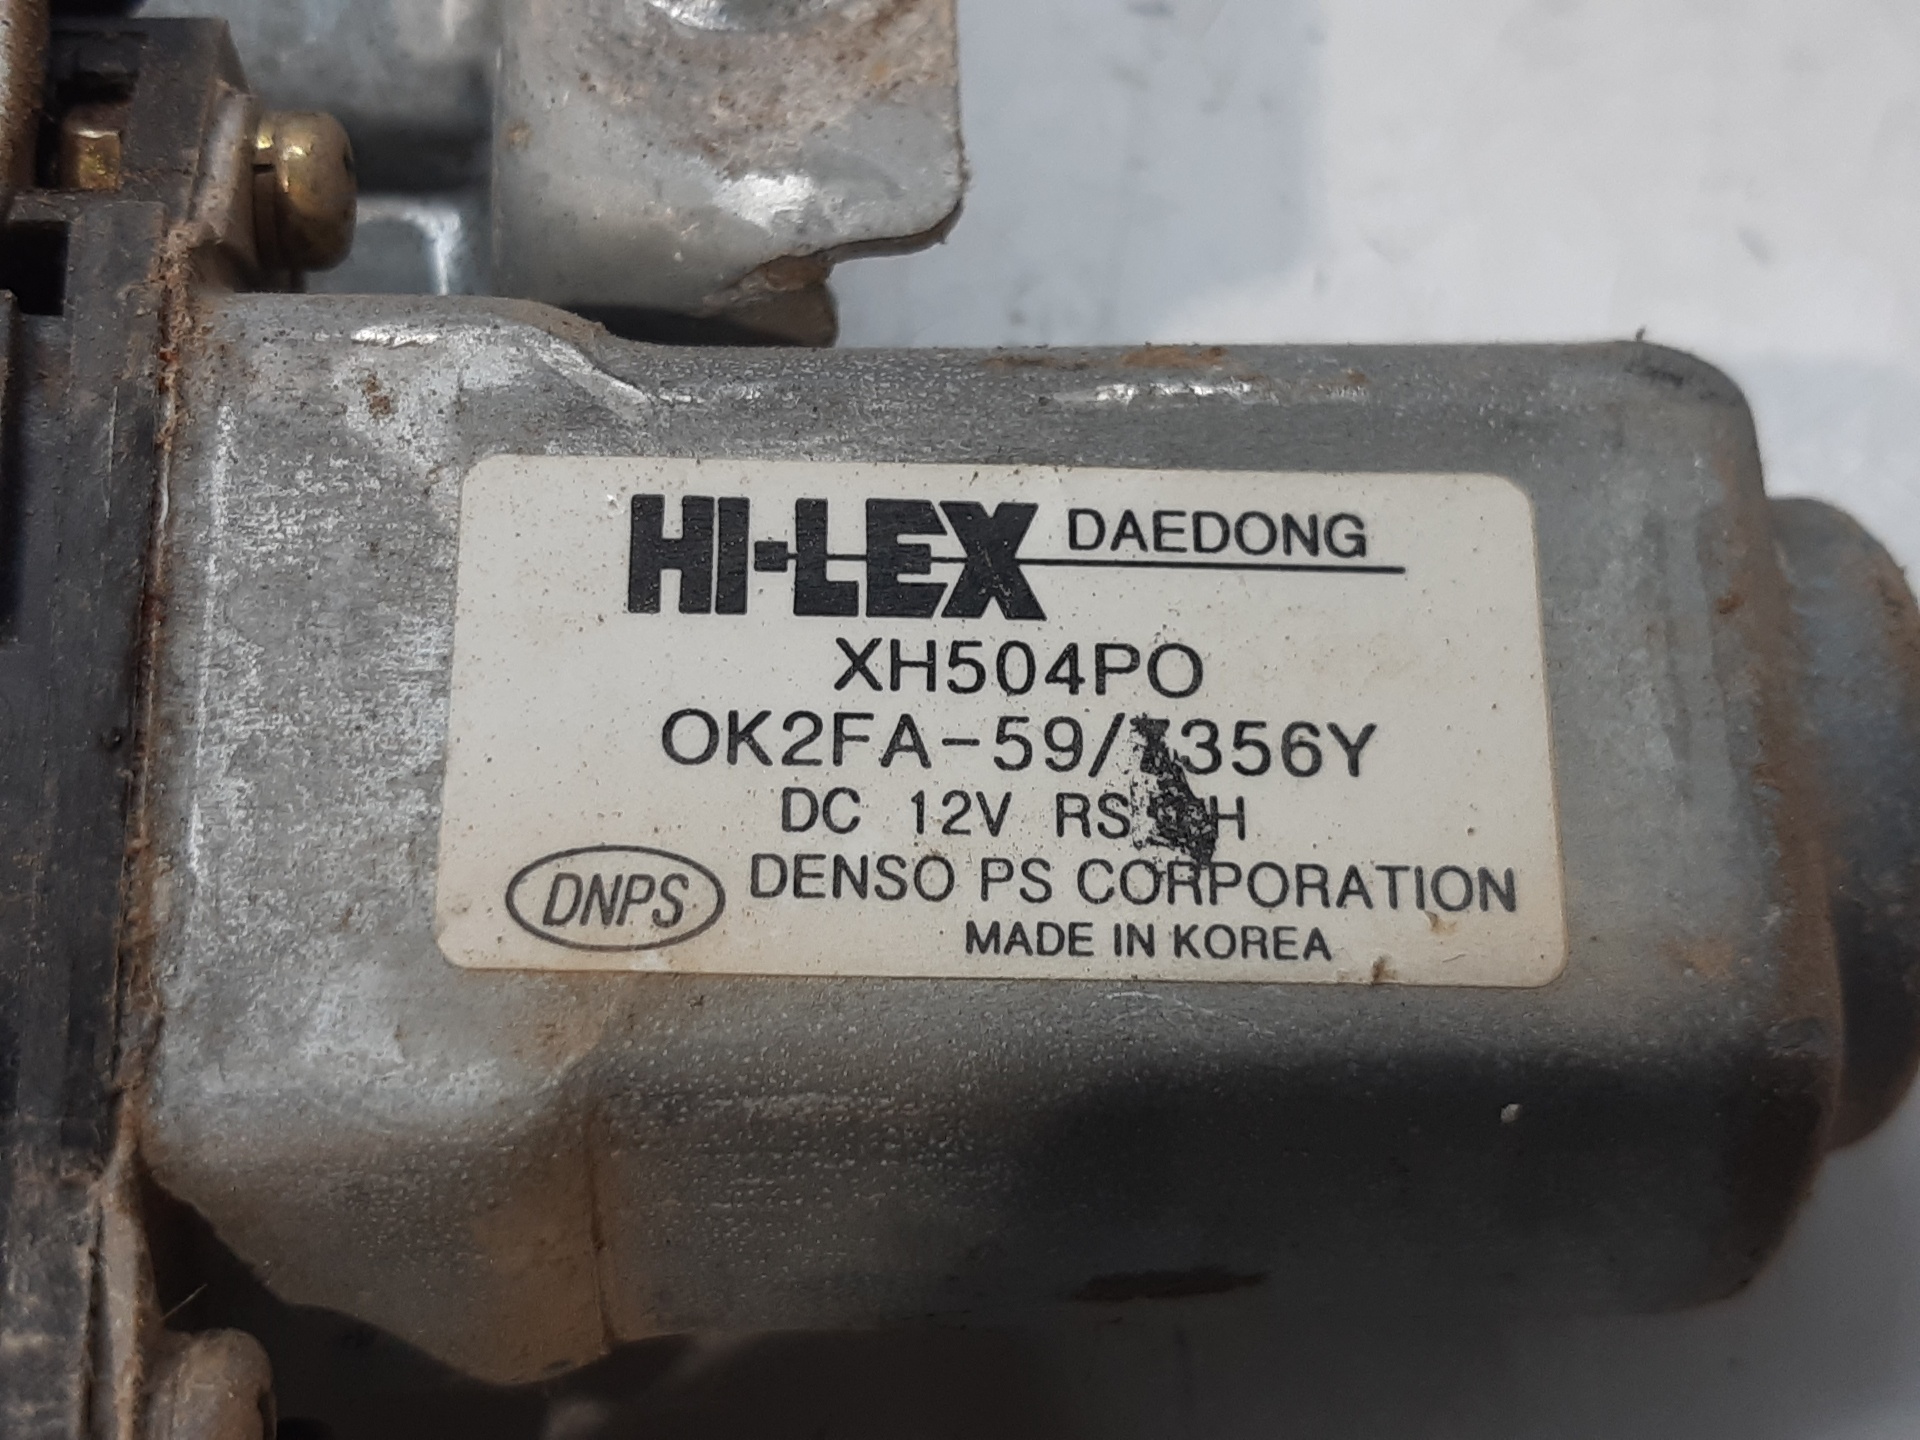 HI-LEX DAEDONG
XH504PO
DC 12V
DENSO PS CORPORATION
DNPS
MADE IN KOREA